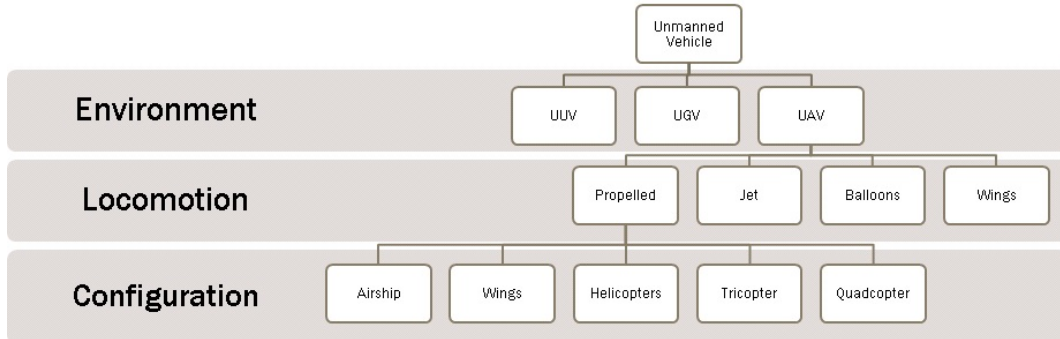 Unmanned
Vehicle
Environment
UUV
UGV
UAV
Locomotion
Propelled
Jet
Balloons
Wings
Configuration
Airship
Wings
Helicopters
Tricopter
Quadcopter